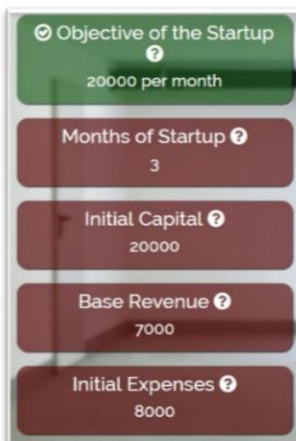 Objective of the Startup
20000 per month
Months of Startup
3
Initial Capital
20000
Base Revenue
7000
Initial Expenses
8000